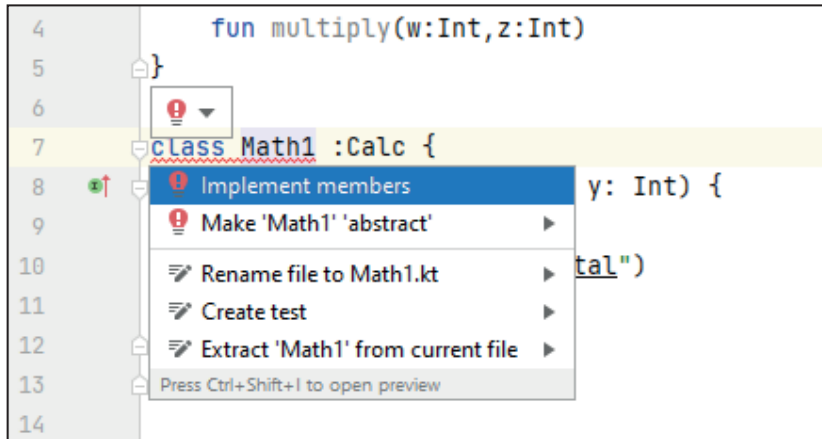 4 fun multiply(w:Int,z:Int)
5 }
6
7 class Math1 :Calc {
8 y: Int) {
Implement members
9
Make 'Math1' 'abstract'
10 tal")
Rename file to Math1.kt
11
Create test
12
Extract 'Math1' from current file
13
Press Ctrl+Shift+I to open preview
14